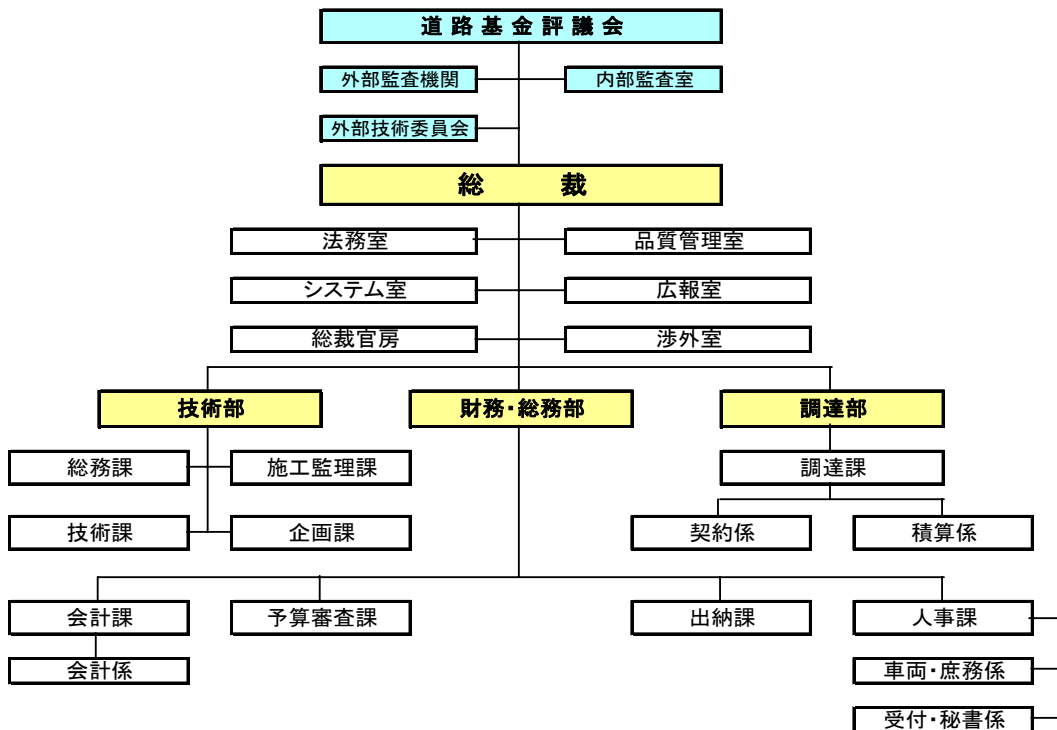 道路基金評議会
外部監査機関
内部監査室
外部技術委員会
総 裁
法務室
品質管理室
システム室
広報室
総裁官房
渉外室
技術部
財務・総務部
調達部
総務課
施工監理課
調達課
技術課
企画課
契約係
積算係
会計課
予算審査課
出納課
人事課
会計係
車両・庶務係
受付・秘書係